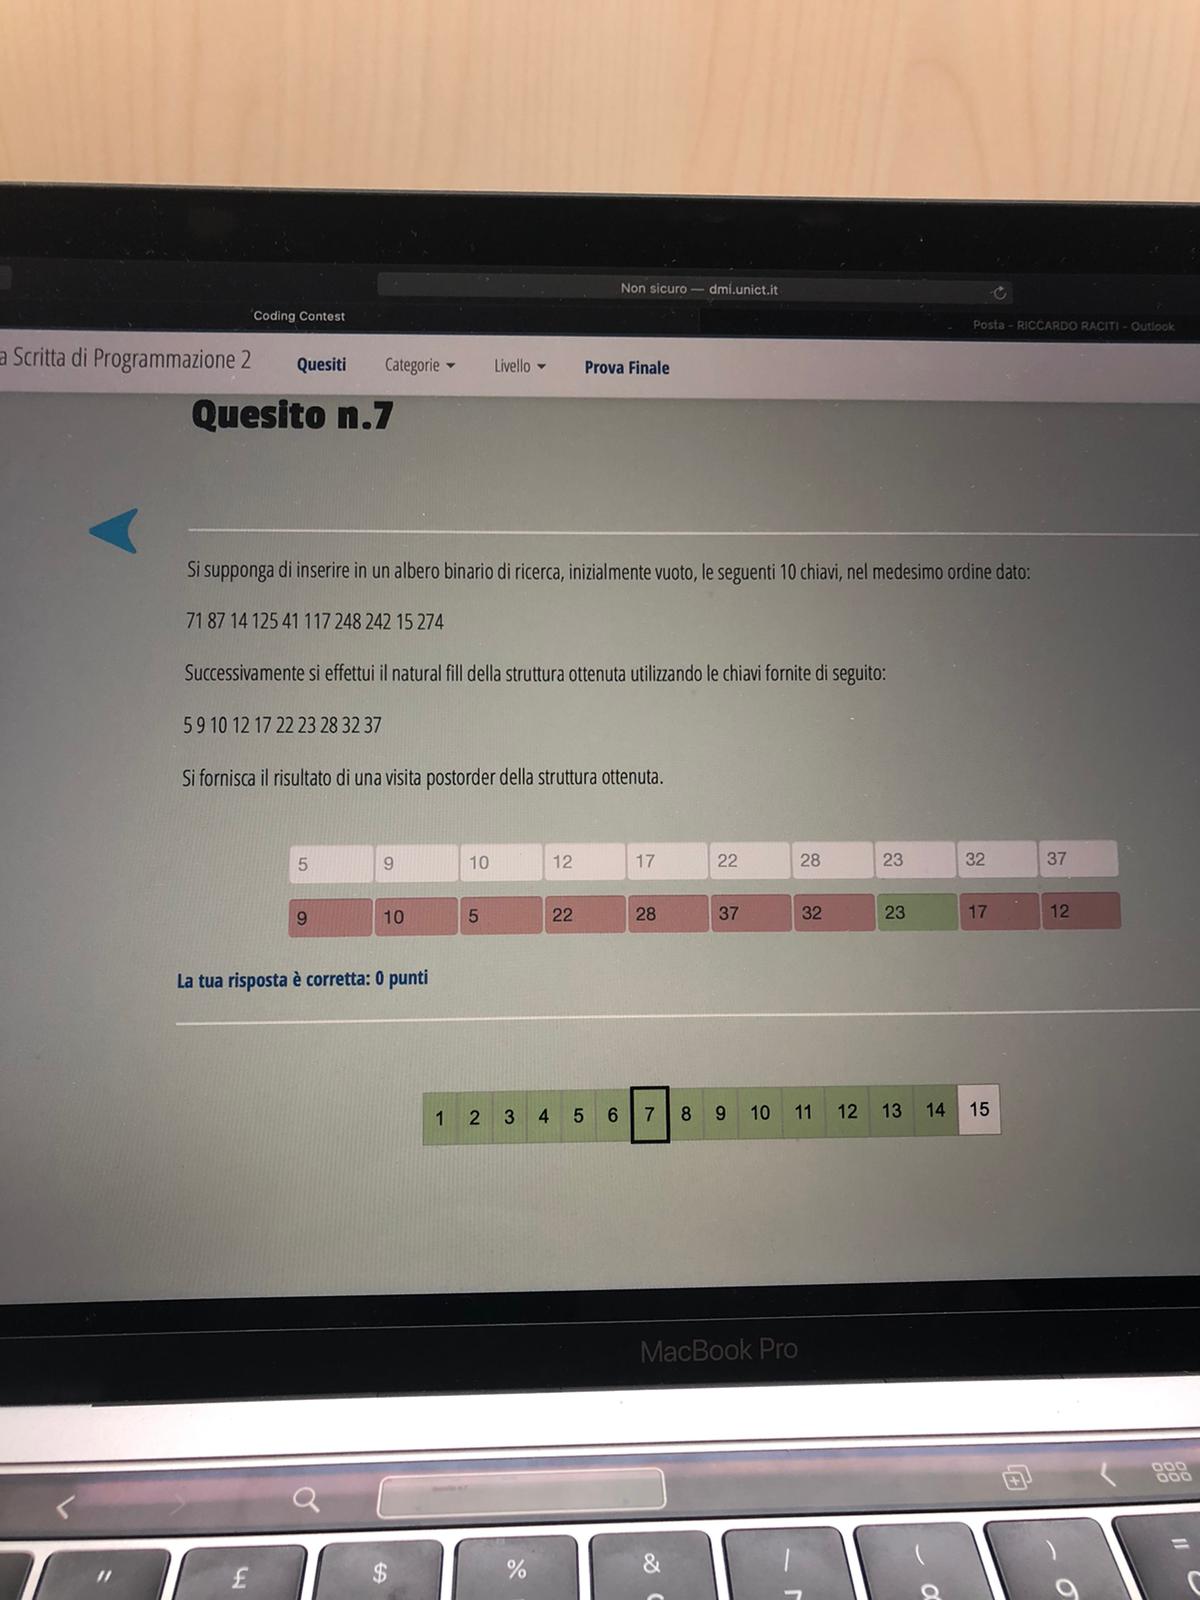 Non sicuro — dmi.unict.it
Coding Contest
Posta – RICCARDO RACITI – Outlook
a Scritta di Programmazione 2 Quesiti Categorie Livello Prova Finale
Quesito n.7
Si supponga di inserire in un albero binario di ricerca, inizialmente vuoto, le seguenti 10 chiavi, nel medesimo ordine dato:
71 87 14 125 41 117 248 242 15 274
Successivamente si effettui il natural fill della struttura ottenuta utilizzando le chiavi fornite di seguito:
5 9 10 12 17 22 23 28 32 37
Si fornisca il risultato di una visita postorder della struttura ottenuta.
5 9 10 12 17 22 28 23 32 37
9 10 5 22 28 37 32 23 17 12
La tua risposta è corretta: 0 punti
1 2 3 4 5 6 7 8 9 10 11 12 13 14 15
MacBook Pro
" £ $ % & / ( ) =
7 8 9